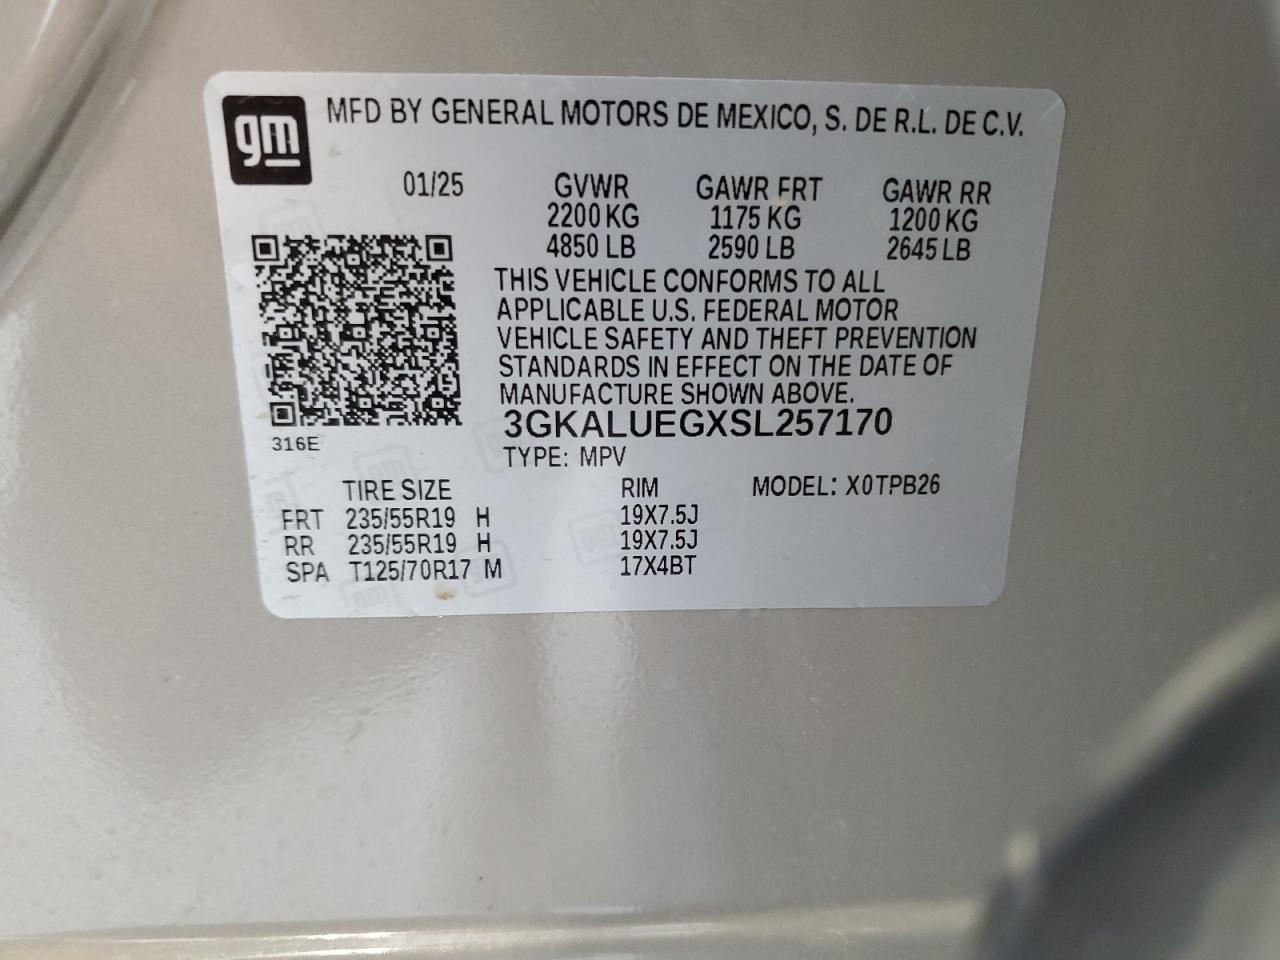 gm
MFD BY GENERAL MOTORS DE MEXICO, S. DE R.L. DE C.V.
01/25 GVWR GAWR FRT GAWR RR
2200 KG 1175 KG 1200 KG
4850 LB 2590 LB 2645 LB
THIS VEHICLE CONFORMS TO ALL
APPLICABLE U.S. FEDERAL MOTOR
VEHICLE SAFETY AND THEFT PREVENTION
STANDARDS IN EFFECT ON THE DATE OF
MANUFACTURE SHOWN ABOVE.
3GKALUEGXSL257170
316E
TYPE: MPV
TIRE SIZE RIM MODEL: X0TPB26
FRT 235/55R19 H 19X7.5J
RR 235/55R19 H 19X7.5J
SPA T125/70R17 M 17X4BT